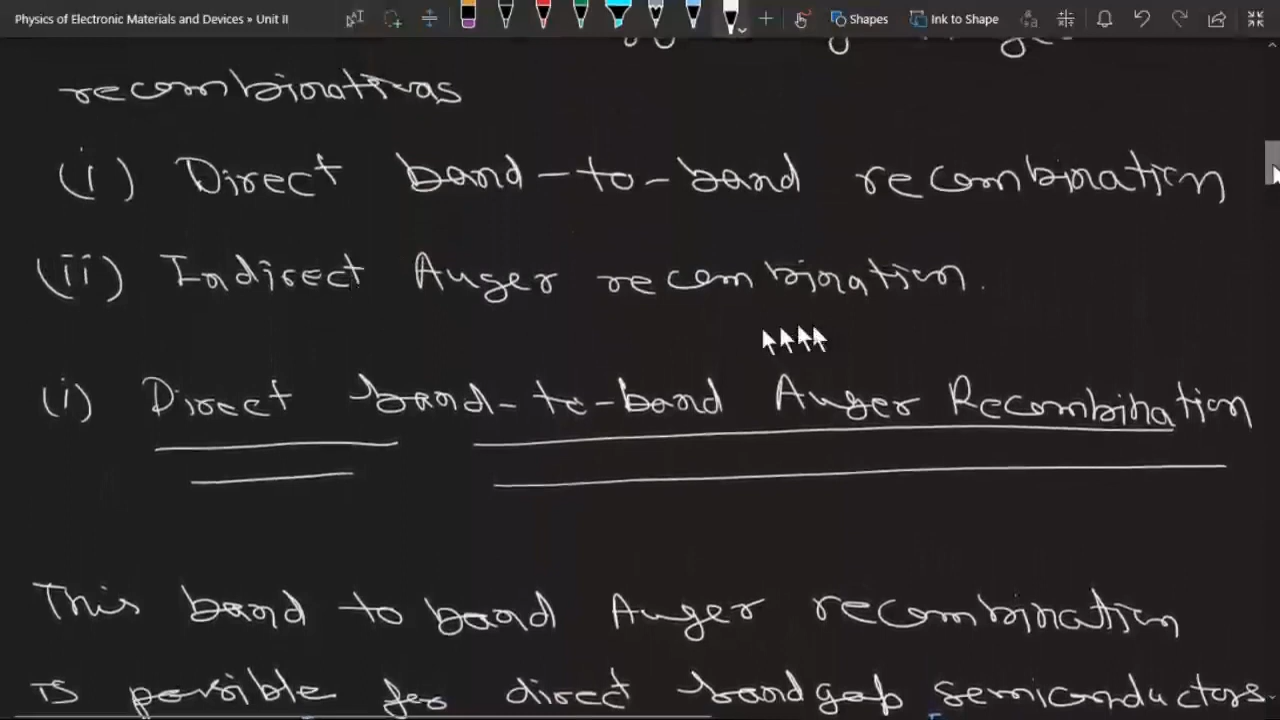 Physics of Electronic Materials and Devices » Unit II
Shapes
Ink to Shape
recombinations
(i) Direct band-to-band recombination
(ii) Indirect Auger recombination.
(i) Direct band-to-band Auger Recombination
This band to band Auger recombination
is possible for direct bandgap semiconductors.